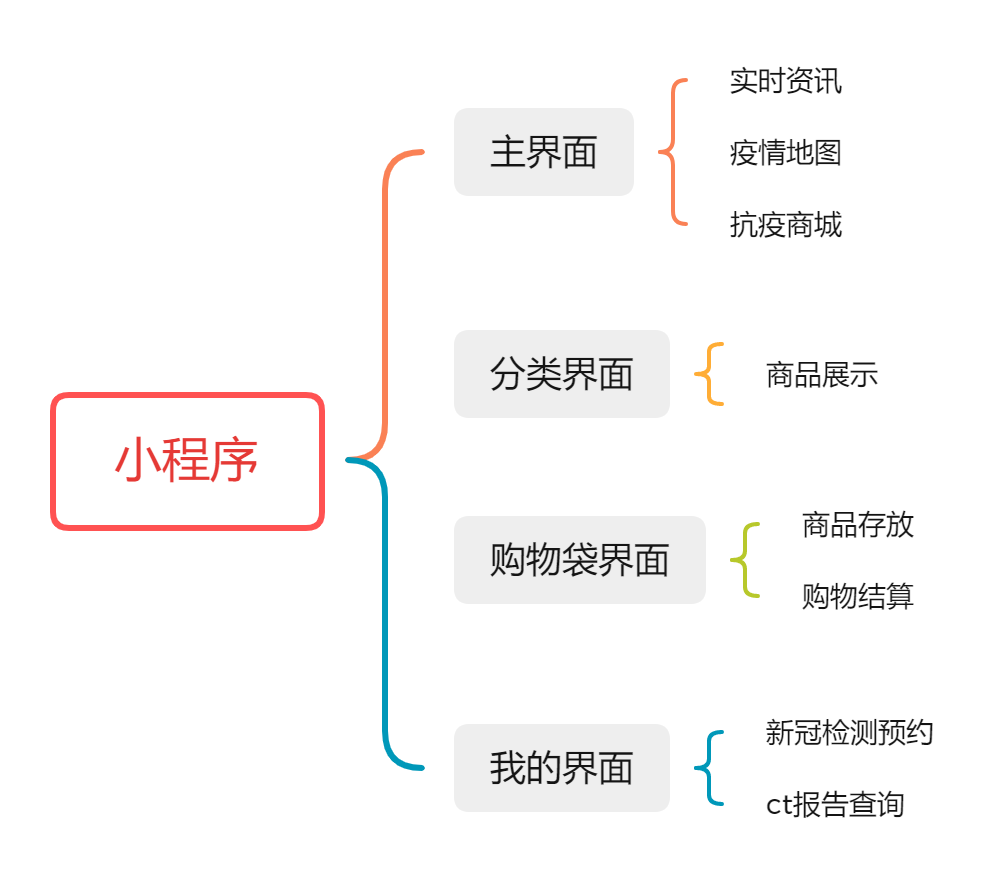 小程序
主界面
实时资讯
疫情地图
抗疫商城
分类界面
商品展示
购物袋界面
商品存放
购物结算
我的界面
新冠检测预约
ct报告查询